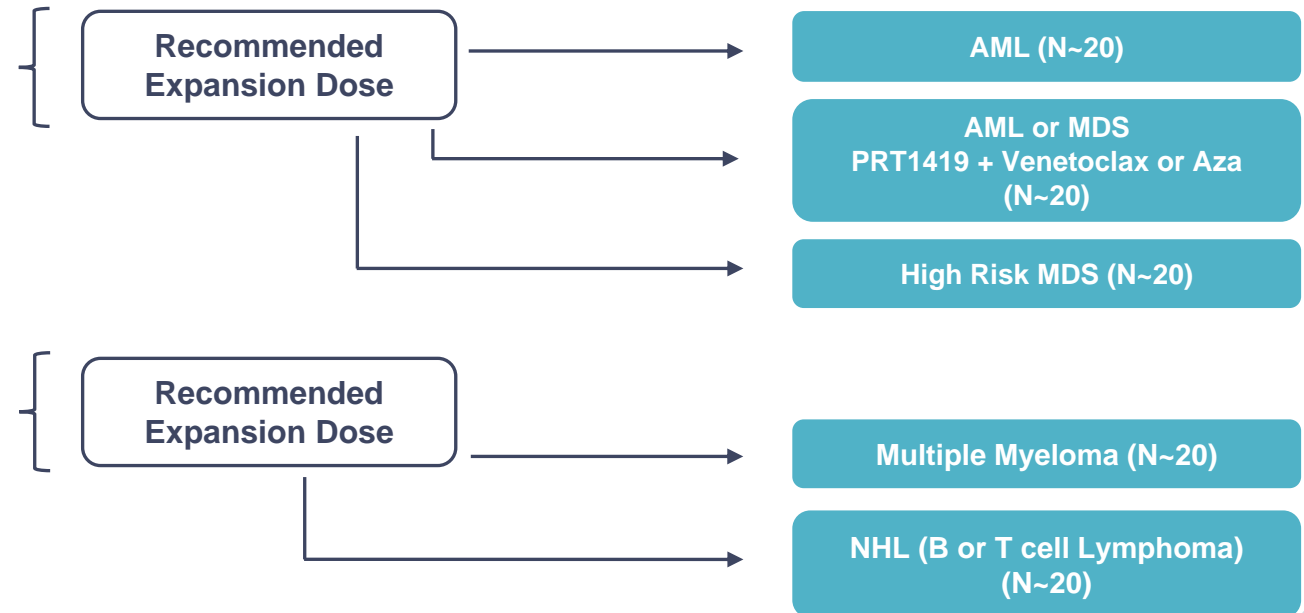 Recommended
Expansion Dose
AML (N~20)
AML or MDS
PRT1419 + Venetoclax or Aza
(N~20)
High Risk MDS (N~20)
Recommended
Expansion Dose
Multiple Myeloma (N~20)
NHL (B or T cell Lymphoma)
(N~20)